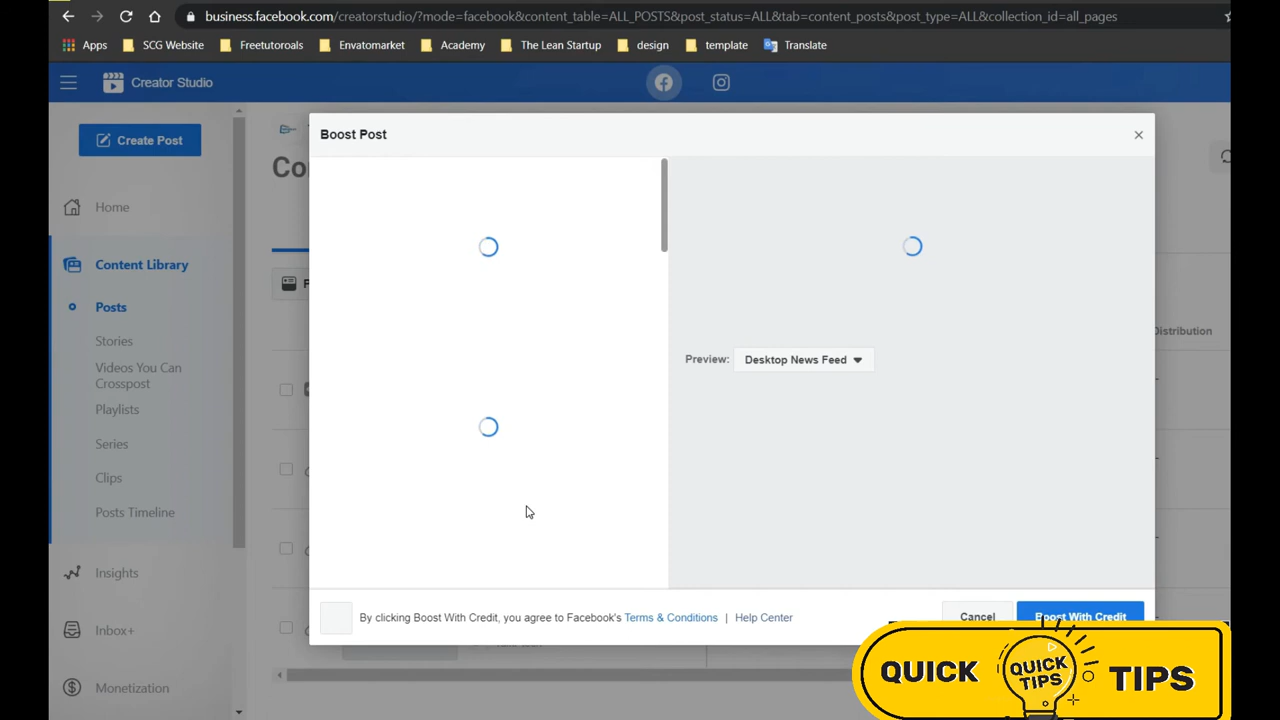 business.facebook.com/creatorstudio/?mode=facebook&content_table=ALL_POSTS&post_status=ALL&tab=content_posts&post_type=ALL&collection_id=all_pages
Apps SCG Website Freetutoroals Envatomarket Academy The Lean Startup design template Translate
Creator Studio
Create Post
Boost Post
Home
Content Library
Posts
Stories
Videos You Can
Crosspost
Playlists
Series
Clips
Posts Timeline
Insights
Inbox+
Monetization
Distribution
Preview: Desktop News Feed
By clicking Boost With Credit, you agree to Facebook's Terms & Conditions | Help Center
Cancel Boost With Credit
QUICK QUICK TIPS TIPS